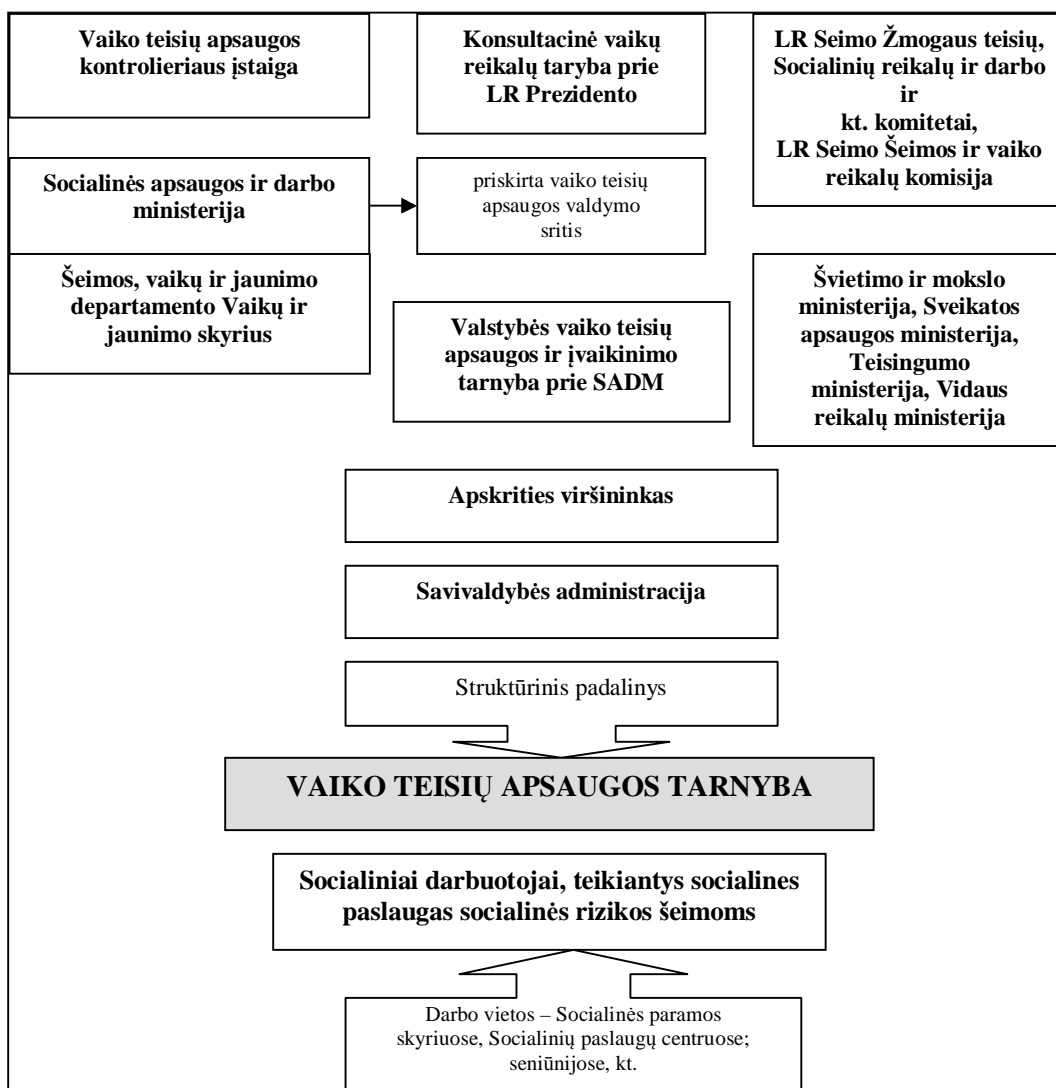 Vaiko teisių apsaugos
kontrolieriaus įstaiga
Konsultacinė vaikų
reikalų taryba prie
LR Prezidento
LR Seimo Žmogaus teisių,
Socialinių reikalų ir darbo
ir
kt. komitetai,
LR Seimo Šeimos ir vaiko
reikalų komisija
Socialinės apsaugos ir darbo
ministerija
priskirta vaiko teisių
apsaugos valdymo
sritis
Šeimos, vaikų ir jaunimo
departamento Vaikų ir
jaunimo skyrius
Valstybės vaiko teisių
apsaugos ir įvaikinimo
tarnyba prie SADM
Švietimo ir mokslo
ministerija, Sveikatos
apsaugos ministerija,
Teisingumo
ministerija, Vidaus
reikalų ministerija
Apskrities viršininkas
Savivaldybės administracija
Struktūrinis padalinys
VAIKO TEISIŲ APSAUGOS TARNYBA
Socialiniai darbuotojai, teikiantys socialines
paslaugas socialinės rizikos šeimoms
Darbo vietos – Socialinės paramos
skyriuose, Socialinių paslaugų centruose;
seniūnijose, kt.